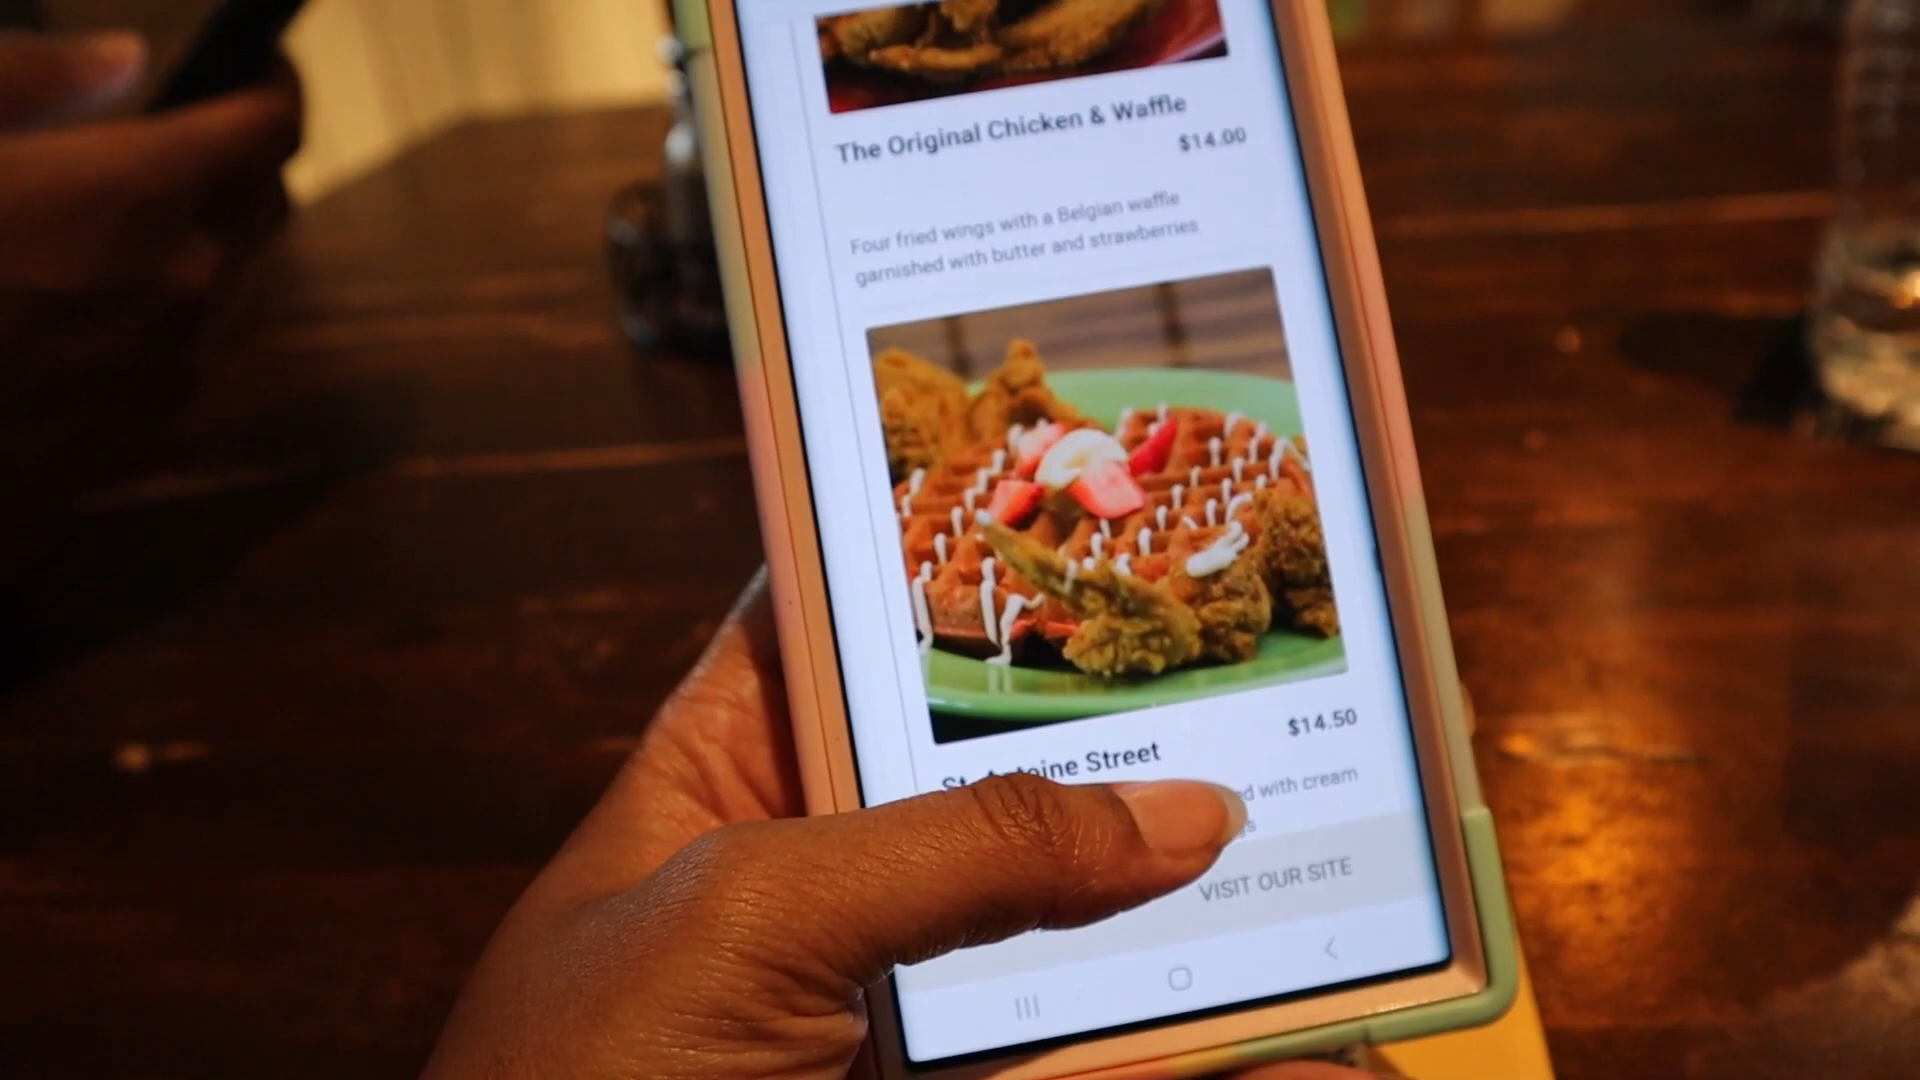 The Original Chicken & Waffle
$14.00
Four fried wings with a Belgian waffle
garnished with butter and strawberries
$14.50
Street
with cream
VISIT OUR SITE